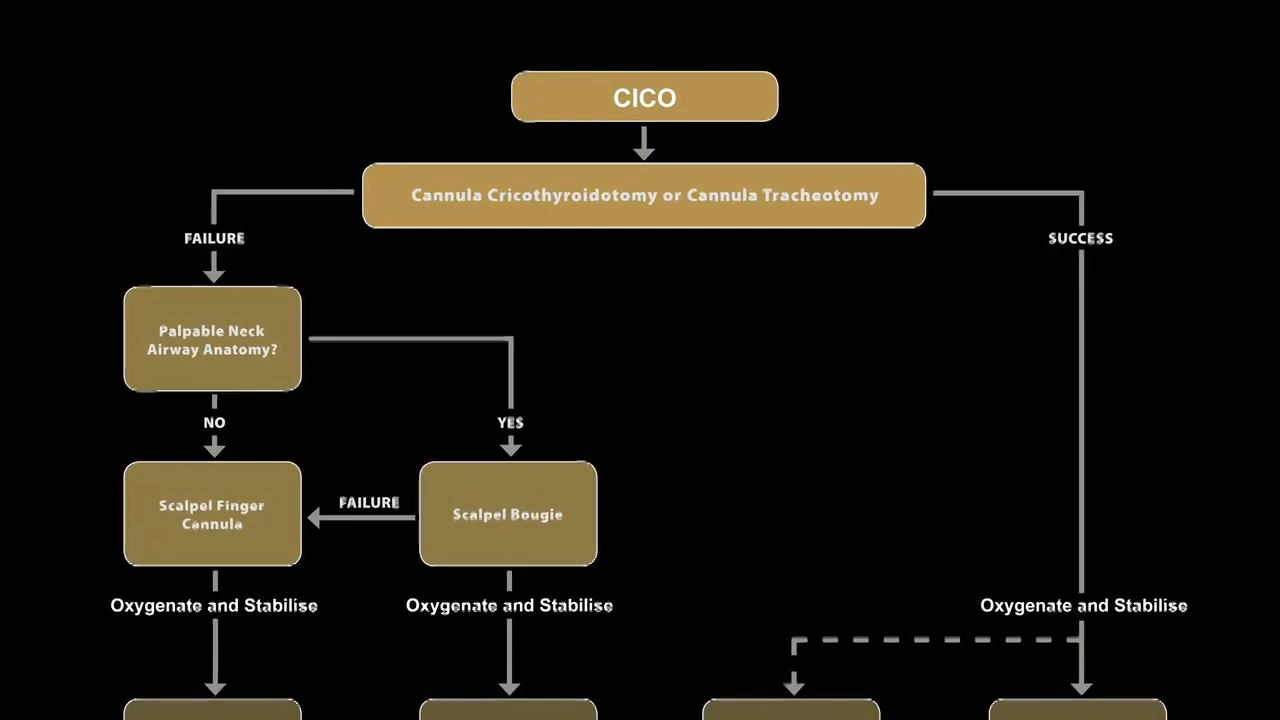 CICO
Cannula Cricothyroidotomy or Cannula Tracheotomy
FAILURE
SUCCESS
Palpable Neck
Airway Anatomy?
NO
YES
Scalpel Finger
Cannula
FAILURE
Scalpel Bougie
Oxygenate and Stabilise
Oxygenate and Stabilise
Oxygenate and Stabilise